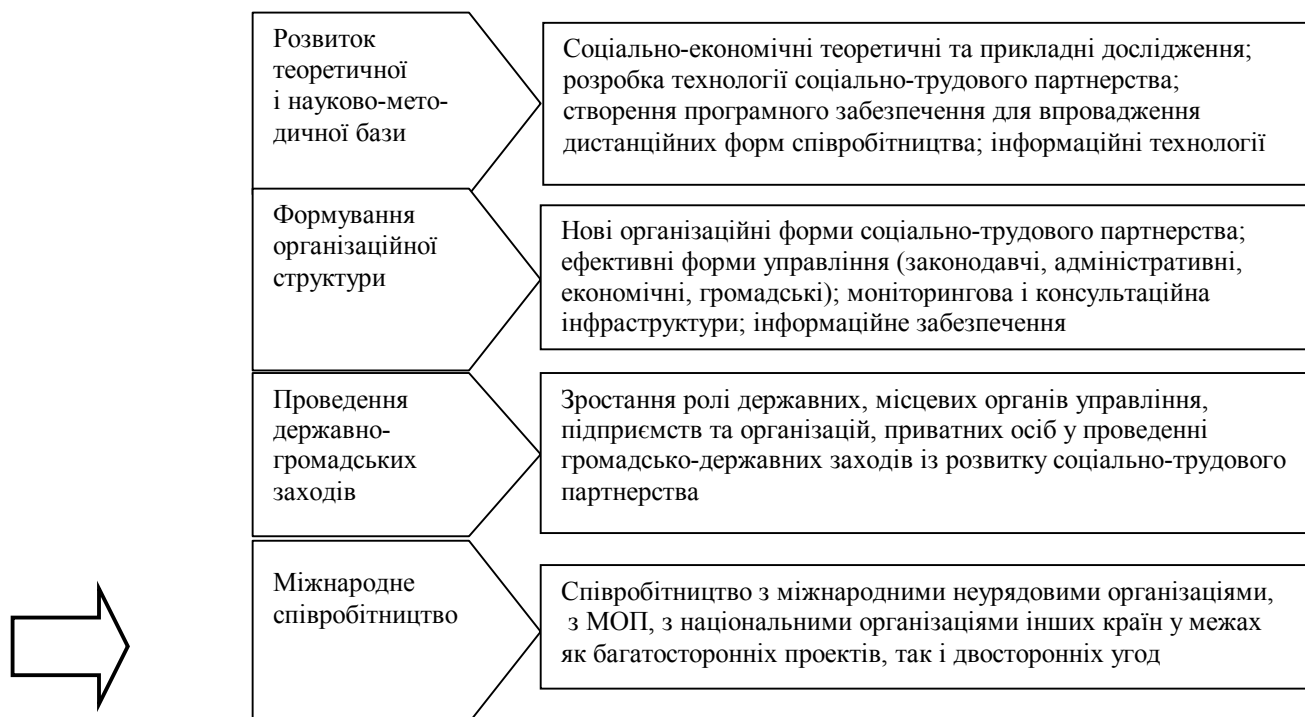 Розвиток
теоретичної
і науково-мето-
дичної бази
Соціально-економічні теоретичні та прикладні дослідження;
розробка технології соціально-трудового партнерства;
створення програмного забезпечення для впровадження
дистанційних форм співробітництва; інформаційні технології
Формування
організаційної
структури
Нові організаційні форми соціально-трудового партнерства;
ефективні форми управління (законодавчі, адміністративні,
економічні, громадські); моніторингова і консультаційна
інфраструктури; інформаційне забезпечення
Проведення
державно-
громадських
заходів
Зростання ролі державних, місцевих органів управління,
підприємств та організацій, приватних осіб у проведенні
громадсько-державних заходів із розвитку соціально-трудового
партнерства
Міжнародне
співробітництво
Співробітництво з міжнародними неурядовими організаціями,
з МОП, з національними організаціями інших країн у межах
як багатосторонніх проектів, так і двосторонніх угод